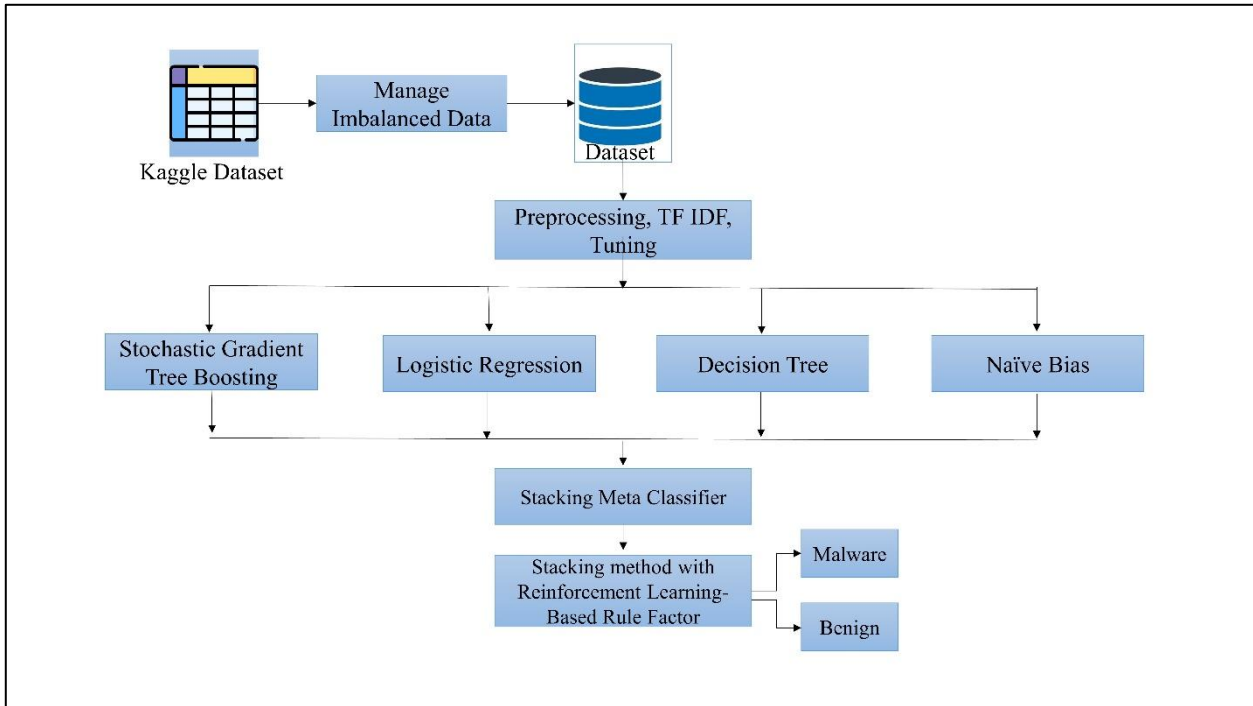 Kaggle Dataset
Manage
Imbalanced Data
Dataset
Preprocessing, TF IDF,
Tuning
Stochastic Gradient
Tree Boosting
Logistic Regression
Decision Tree
Naïve Bias
Stacking Meta Classifier
Stacking method with
Reinforcement Learning-
Based Rule Factor
Malware
Benign